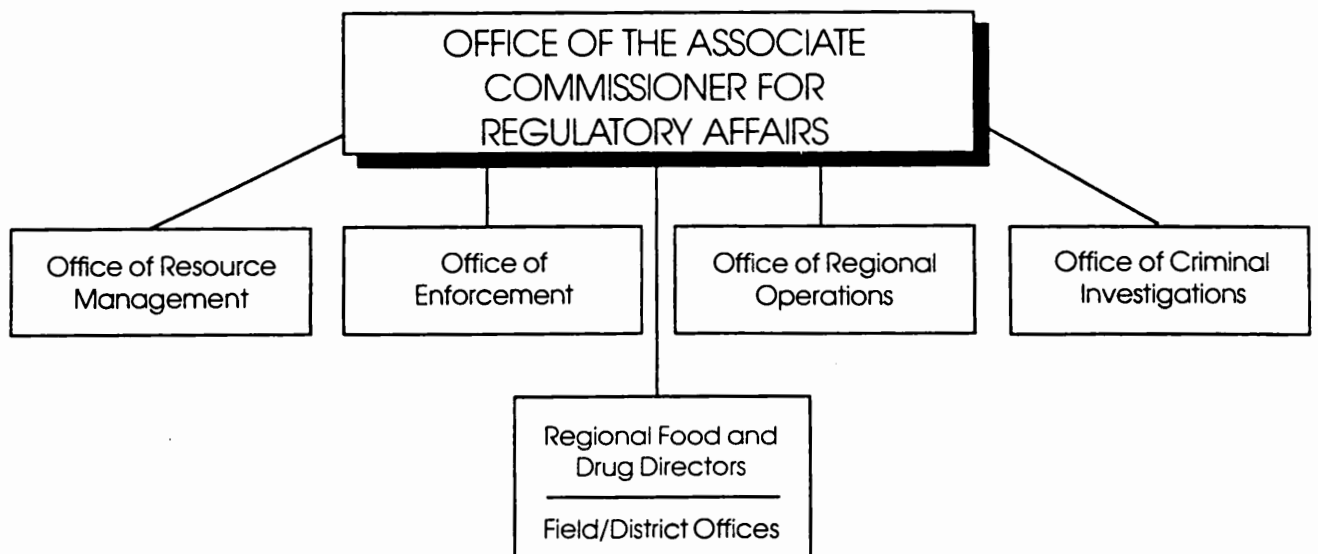 OFFICE OF THE ASSOCIATE
COMMISSIONER FOR
REGULATORY AFFAIRS
Office of Resource
Management
Office of
Enforcement
Office of Regional
Operations
Office of Criminal
Investigations
Regional Food and
Drug Directors
Field/District Offices